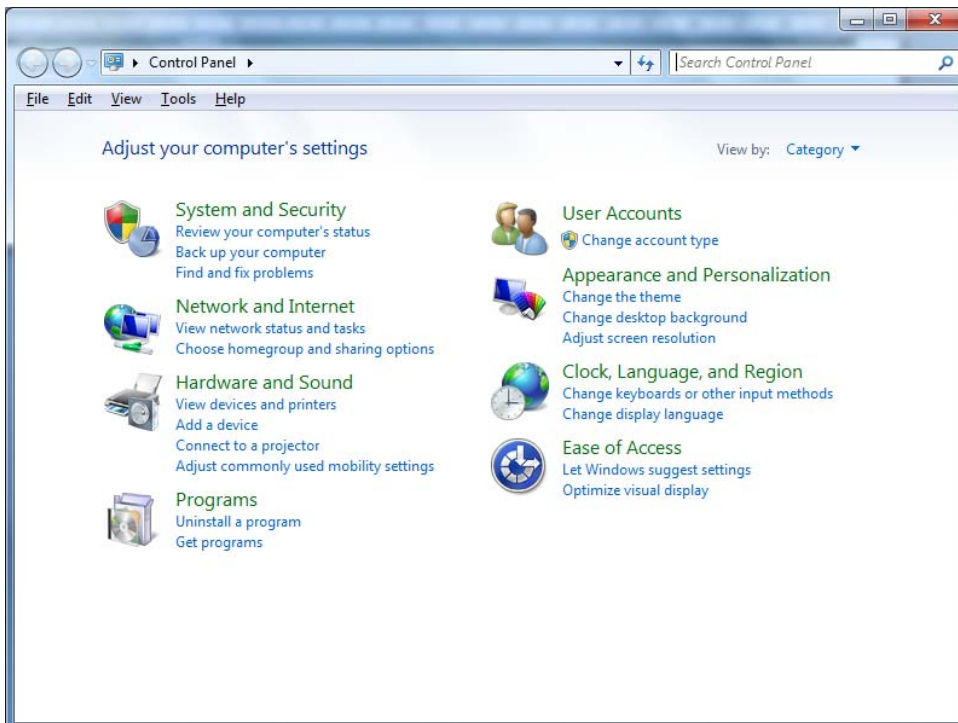 Control Panel
Search Control Panel
File Edit View Tools Help
Adjust your computer's settings
View by: Category
System and Security
Review your computer's status
Back up your computer
Find and fix problems
Network and Internet
View network status and tasks
Choose homegroup and sharing options
Hardware and Sound
View devices and printers
Add a device
Connect to a projector
Adjust commonly used mobility settings
Programs
Uninstall a program
Get programs
User Accounts
Change account type
Appearance and Personalization
Change the theme
Change desktop background
Adjust screen resolution
Clock, Language, and Region
Change keyboards or other input methods
Change display language
Ease of Access
Let Windows suggest settings
Optimize visual display